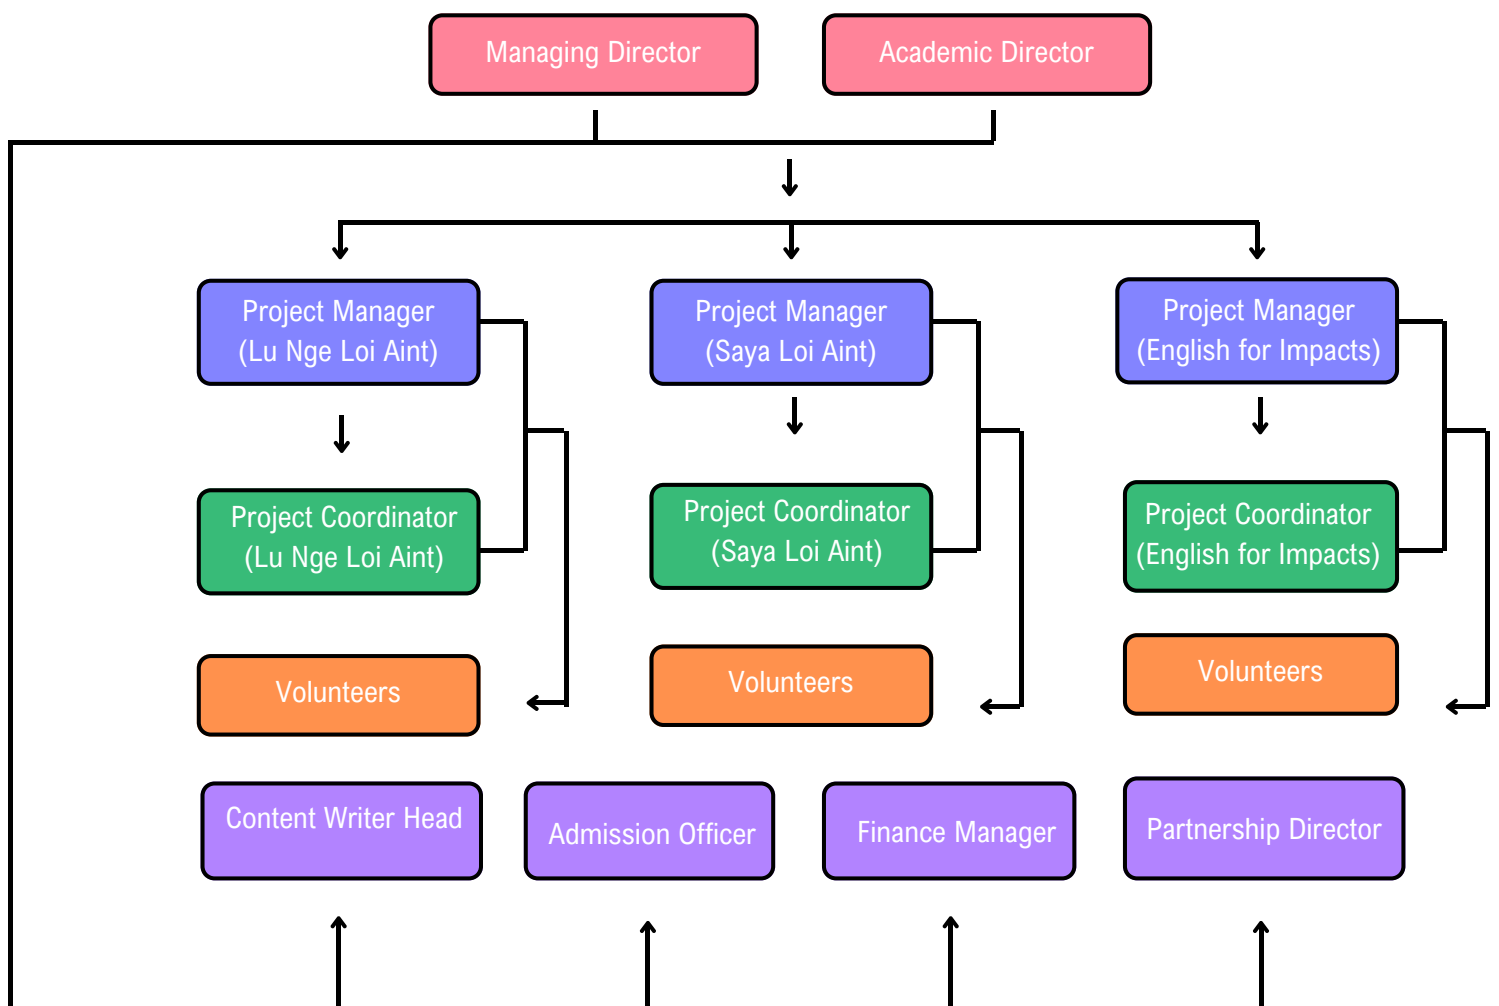 Managing Director
Academic Director
Project Manager
(Lu Nge Loi Aint)
Project Manager
(Saya Loi Aint)
Project Manager
(English for Impacts)
Project Coordinator
(Lu Nge Loi Aint)
Project Coordinator
(Saya Loi Aint)
Project Coordinator
(English for Impacts)
Volunteers
Volunteers
Volunteers
Content Writer Head
Admission Officer
Finance Manager
Partnership Director